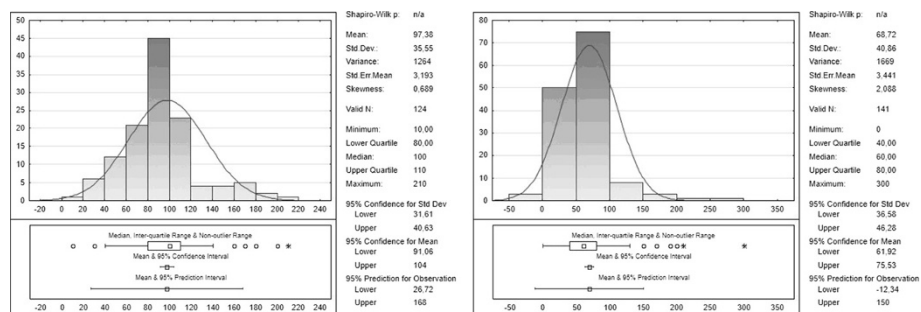 50
45
40
35
30
25
20
15
10
5
0
-20 0 20 40 60 80 100 120 140 160 180 200 220 240
Median, Inter-quartile Range & Non-outlier Range
Mean & 95% Confidence Interval
Mean & 95% Prediction Interval
-20 0 20 40 60 80 100 120 140 160 180 200 220 240
Shapiro-Wilk p: n/a
Mean: 97,38
Std.Dev.: 35,55
Variance: 1264
Std.Err.Mean 3,193
Skewness: 0,689
Valid N: 124
Minimum: 10,00
Lower Quartile 80,00
Median: 100
Upper Quartile 110
Maximum: 210
95% Confidence for Std Dev
Lower 31,61
Upper 40,63
95% Confidence for Mean
Lower 91,06
Upper 104
95% Prediction for Observation
Lower 26,72
Upper 168
80
70
60
50
40
30
20
10
0
-50 0 50 100 150 200 250 300 350
Median, Inter-quartile Range & Non-outlier Range
Mean & 95% Confidence Interval
Mean & 95% Prediction Interval
-50 0 50 100 150 200 250 300 350
Shapiro-Wilk p: n/a
Mean: 68,72
Std.Dev.: 40,86
Variance: 1669
Std.Err.Mean 3,441
Skewness: 2,088
Valid N: 141
Minimum: 0
Lower Quartile 40,00
Median: 60,00
Upper Quartile 80,00
Maximum: 300
95% Confidence for Std Dev
Lower 36,58
Upper 46,28
95% Confidence for Mean
Lower 61,92
Upper 75,53
95% Prediction for Observation
Lower -12,34
Upper 150